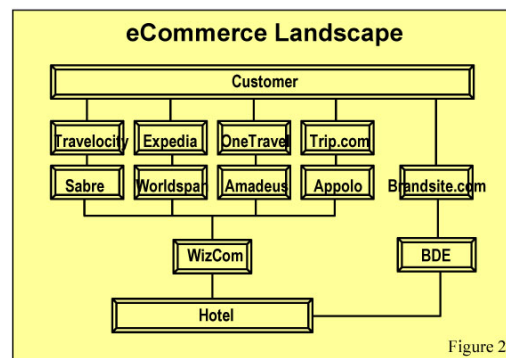 eCommerce Landscape
Customer
Travelocity Expedia OneTravel Trip.com
Sabre Worldspan Amadeus Appolo Brandsite.com
WizCom BDE
Hotel
Figure 2